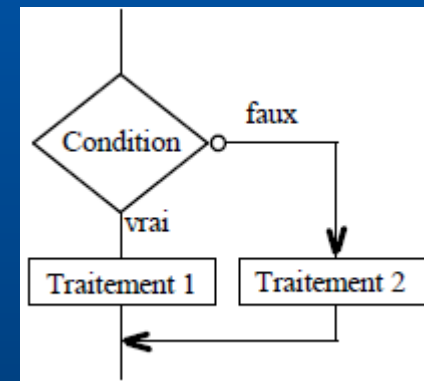 faux
Condition
vrai
Traitement 1
Traitement 2